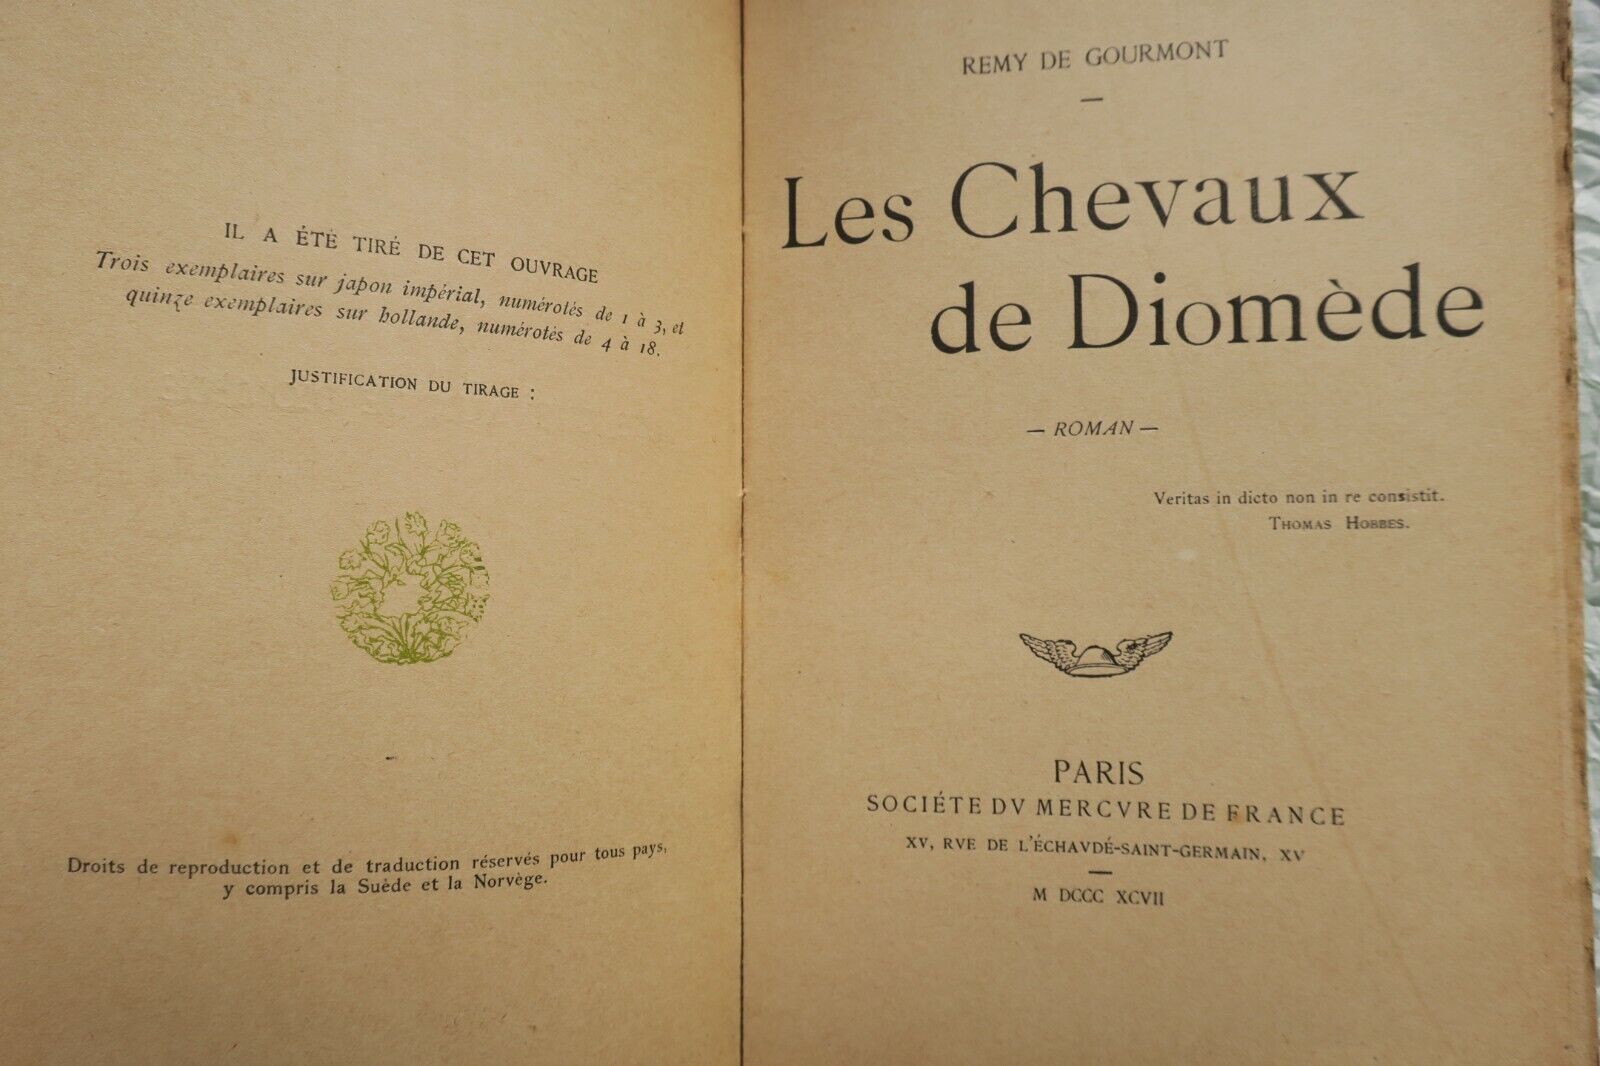 IL A ÉTÉ TIRÉ DE CET OUVRAGE
Trois exemplaires sur japon impérial, numérotés de 1 à 3, et
quinze exemplaires sur hollande, numérotés de 4 à 18.
JUSTIFICATION DU TIRAGE :
Droits de reproduction et de traduction réservés pour tous pays,
y compris la Suède et la Norvège.
REMY DE GOURMONT
—
Les Chevaux
de Diomède
— ROMAN —
Veritas in dicto non in re consistit.
THOMAS HOBBES.
PARIS
SOCIÉTE DV MERCVRE DE FRANCE
XV, RVE DE L'ÉCHAVDÉ-SAINT-GERMAIN, XV
—
M DCCC XCVII